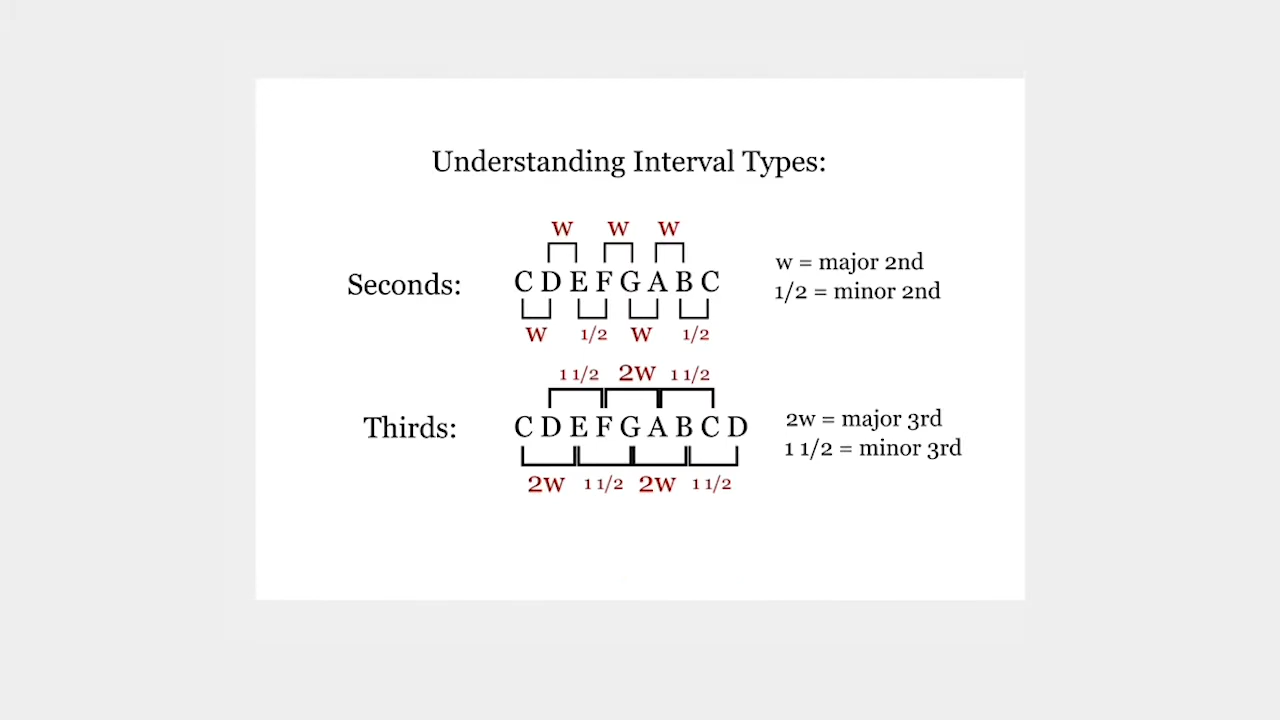 Understanding Interval Types:
W W W
Seconds: C D E F G A B C
W 1/2 W 1/2
w = major 2nd
1/2 = minor 2nd
1 1/2 2W 1 1/2
Thirds: C D E F G A B C D
2W 1 1/2 2W 1 1/2
2w = major 3rd
1 1/2 = minor 3rd